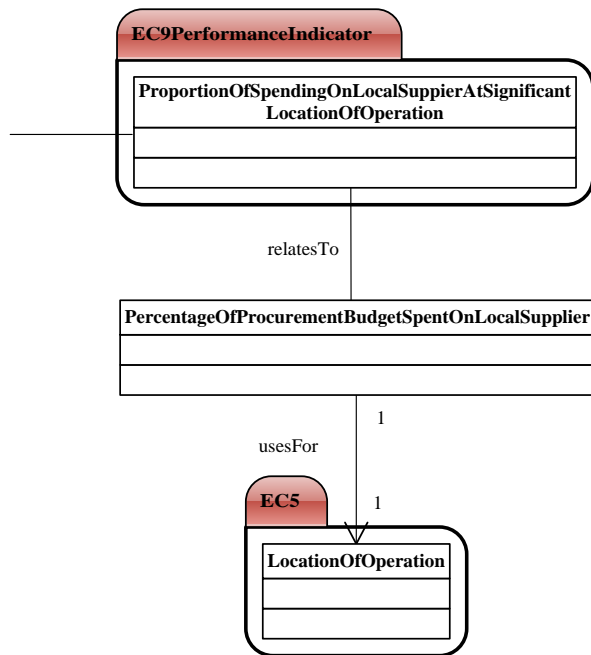 EC9PerformanceIndicator
ProportionOfSpendingOnLocalSuppierAtSignificant
LocationOfOperation
relatesTo
PercentageOfProcurementBudgetSpentOnLocalSupplier
1
usesFor
EC5
1
LocationOfOperation